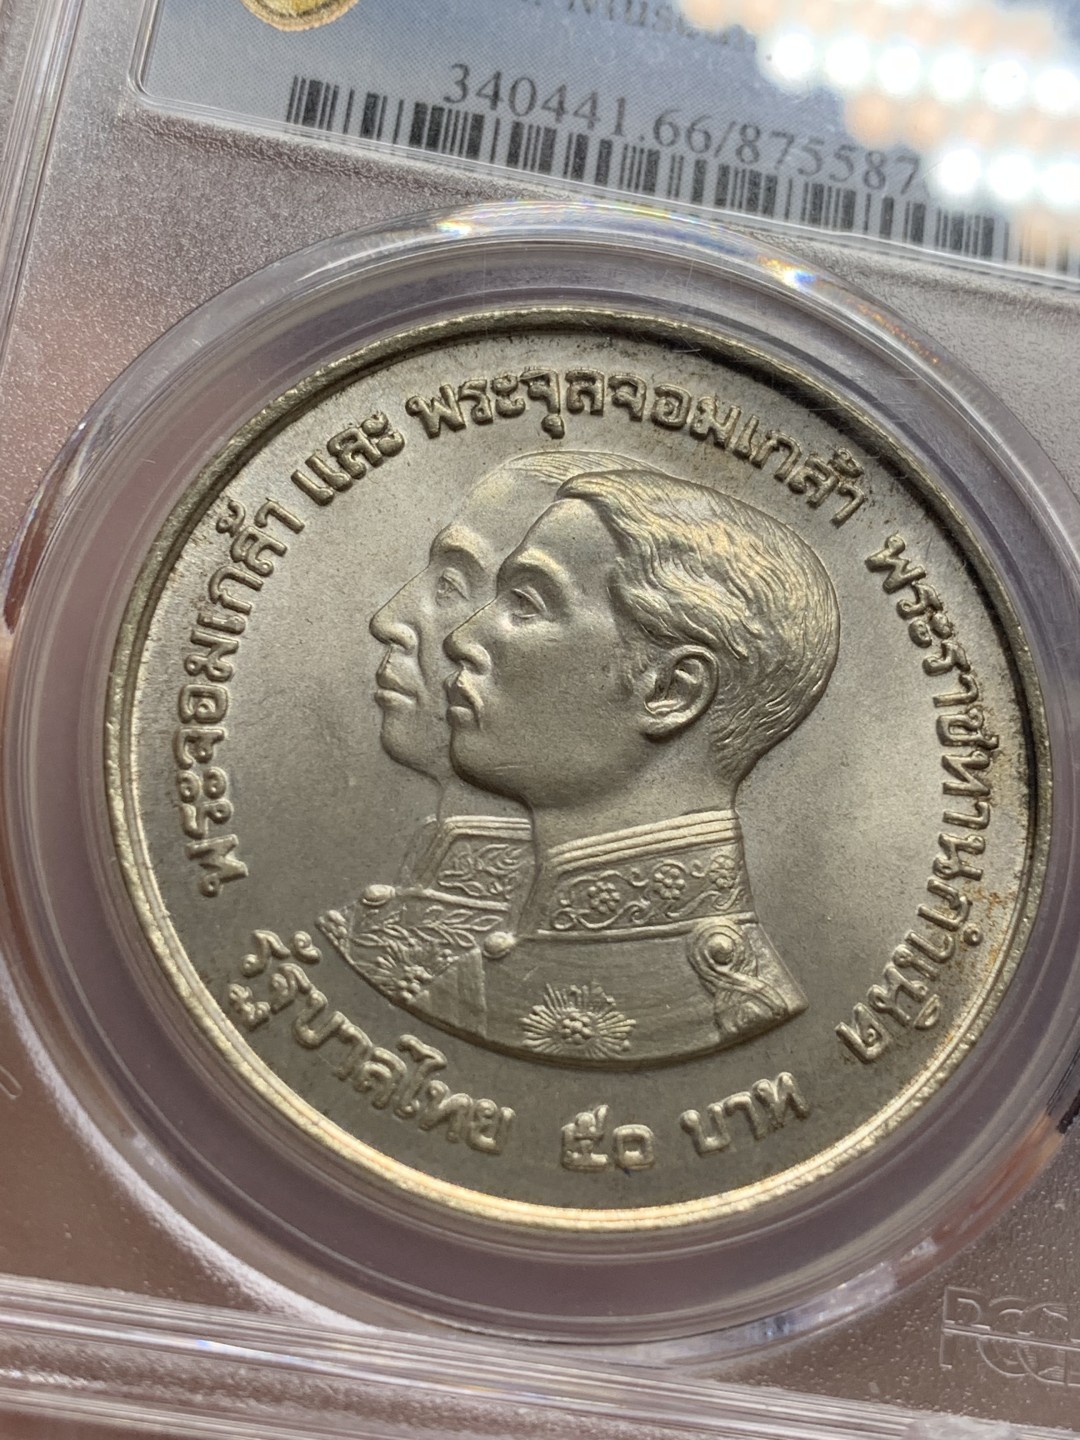 340441.66/875587
พระจอมเกล้า และ พระจุลจอมเกล้า พระราชทานกำเนิด
รัฐบาลไทย ๕๐ บาท
PCG